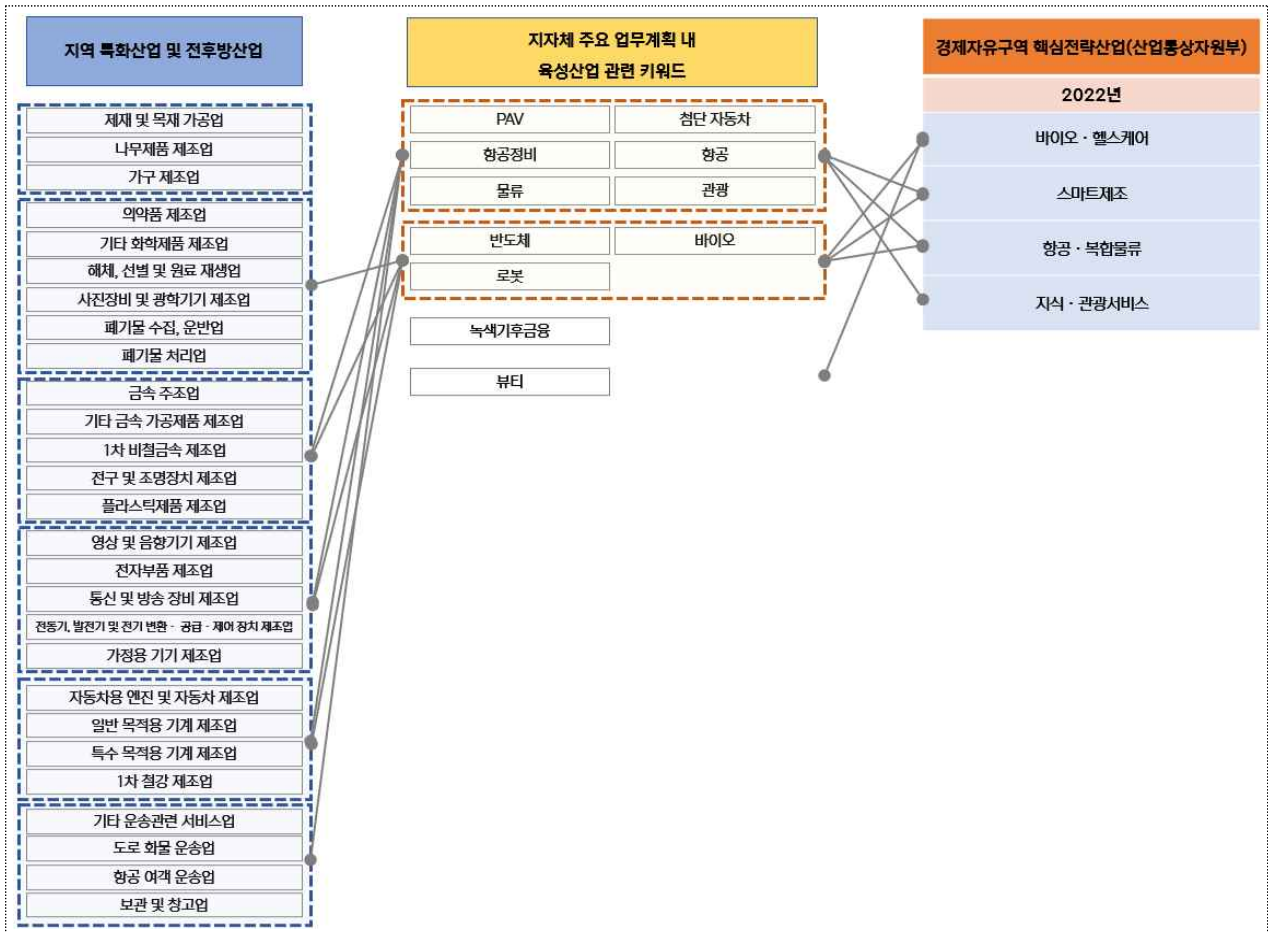 지역 특화산업 및 전후방산업
제재 및 목재 가공업
나무제품 제조업
가구 제조업
의약품 제조업
기타 화학제품 제조업
해체, 선별 및 원료 재생업
사진장비 및 광학기기 제조업
폐기물 수집, 운반업
폐기물 처리업
금속 주조업
기타 금속 가공제품 제조업
1차 비철금속 제조업
전구 및 조명장치 제조업
플라스틱제품 제조업
영상 및 음향기기 제조업
전자부품 제조업
통신 및 방송 장비 제조업
전동기, 발전기 및 전기 변환 · 공급 · 제어 장치 제조업
가정용 기기 제조업
자동차용 엔진 및 자동차 제조업
일반 목적용 기계 제조업
특수 목적용 기계 제조업
1차 철강 제조업
기타 운송관련 서비스업
도로 화물 운송업
항공 여객 운송업
보관 및 창고업
지자체 주요 업무계획 내
육성산업 관련 키워드
PAV
첨단 자동차
항공정비
항공
물류
관광
반도체
바이오
로봇
녹색기후금융
뷰티
경제자유구역 핵심전략산업(산업통상자원부)
2022년
바이오 · 헬스케어
스마트제조
항공 · 복합물류
지식 · 관광서비스